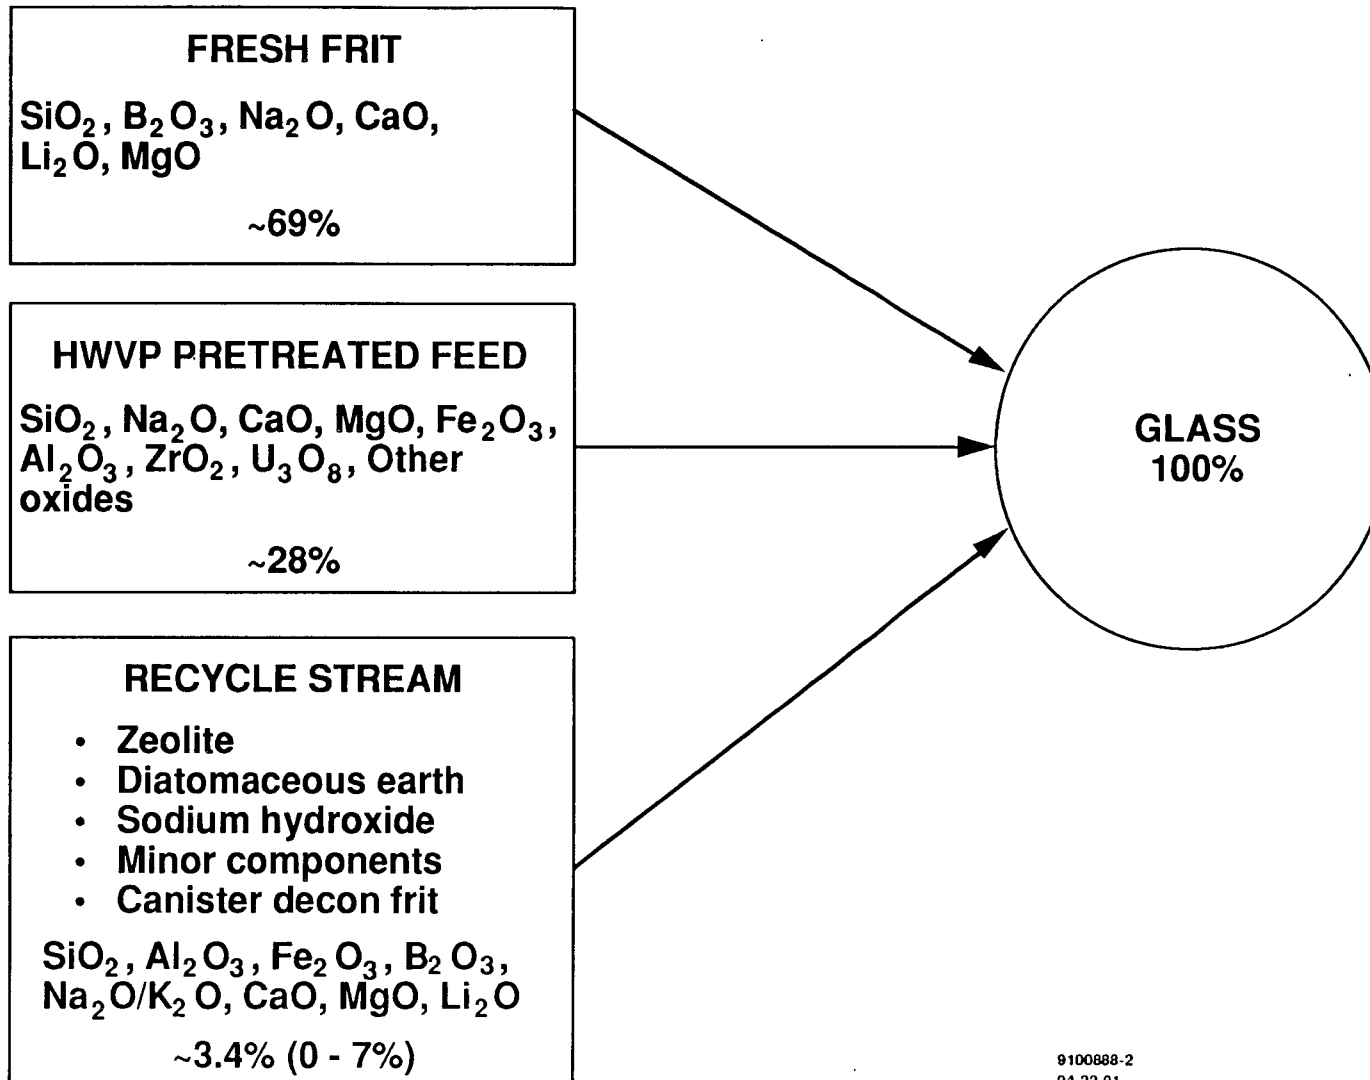 FRESH FRIT
SiO₂, B₂O₃, Na₂O, CaO,
Li₂O, MgO
~69%
HWVP PRETREATED FEED
SiO₂, Na₂O, CaO, MgO, Fe₂O₃,
Al₂O₃, ZrO₂, U₃O₈, Other
oxides
~28%
RECYCLE STREAM
• Zeolite
• Diatomaceous earth
• Sodium hydroxide
• Minor components
• Canister decon frit
SiO₂, Al₂O₃, Fe₂O₃, B₂O₃,
Na₂O/K₂O, CaO, MgO, Li₂O
~3.4% (0 - 7%)
GLASS
100%
9100888-2